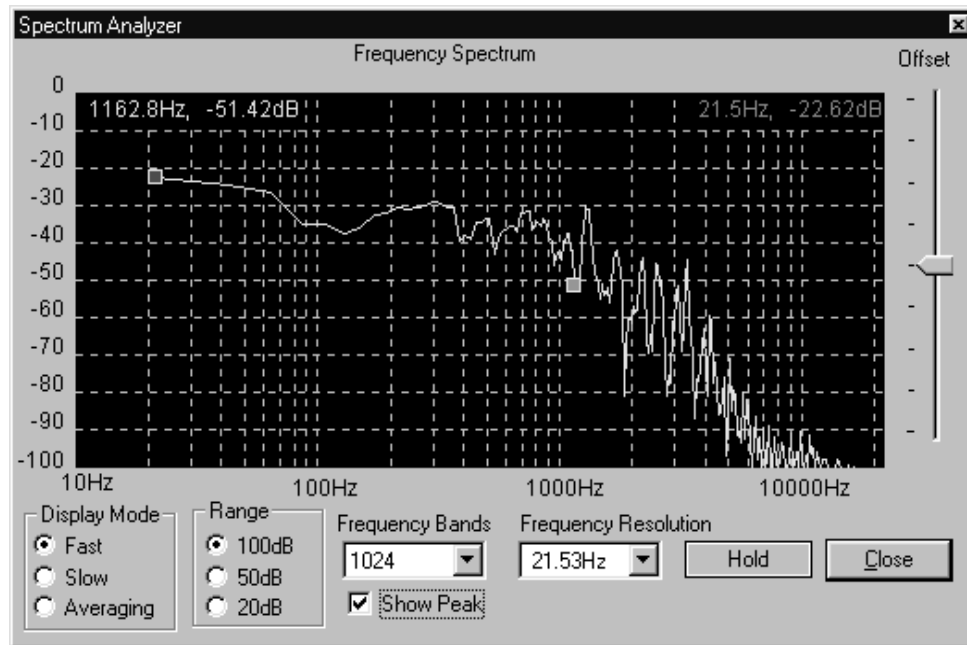 Spectrum Analyzer
Frequency Spectrum
Offset
1162.8Hz, -51.42dB
21.5Hz, -22.62dB
0
-10
-20
-30
-40
-50
-60
-70
-80
-90
-100
10Hz
100Hz
1000Hz
10000Hz
Display Mode
Fast
Slow
Averaging
Range
100dB
50dB
20dB
Frequency Bands
1024
Show Peak
Frequency Resolution
21.53Hz
Hold
Close